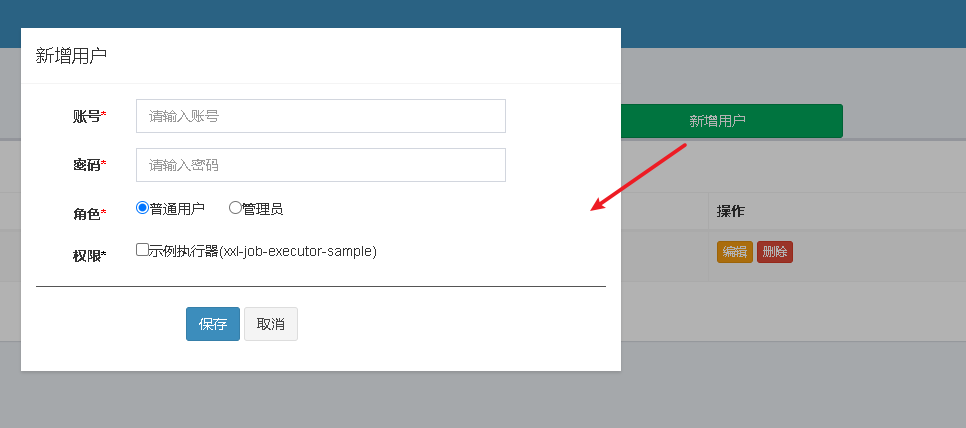 新增用户
账号*
请输入账号
新增用户
密码*
请输入密码
角色*
普通用户 管理员
操作
权限*
示例执行器(xxl-job-executor-sample)
编辑 删除
保存 取消